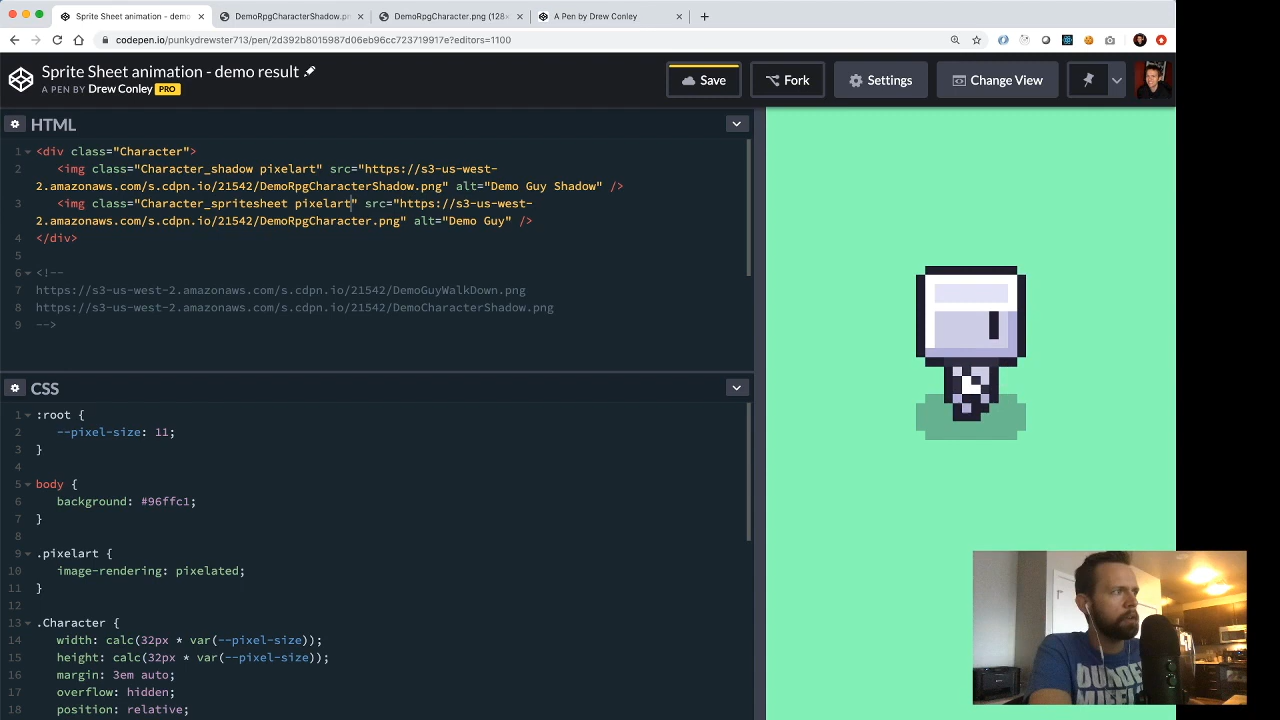 Sprite Sheet animation - demo
DemoRpgCharacterShadow.pn
DemoRpgCharacter.png (128×
A Pen by Drew Conley
codepen.io/punkydrewster713/pen/2d392b8015987d06eb96cc723719917e?editors=1100
Sprite Sheet animation - demo result
A PEN BY Drew Conley PRO
Save
Fork
Settings
Change View
HTML
1 <div class="Character">
2 <img class="Character_shadow pixelart" src="https://s3-us-west-
2.amazonaws.com/s.cdpn.io/21542/DemoRpgCharacterShadow.png" alt="Demo Guy Shadow" />
3 <img class="Character_spritesheet pixelart" src="https://s3-us-west-
2.amazonaws.com/s.cdpn.io/21542/DemoRpgCharacter.png" alt="Demo Guy" />
4 </div>
5
6 <!--
7 https://s3-us-west-2.amazonaws.com/s.cdpn.io/21542/DemoGuyWalkDown.png
8 https://s3-us-west-2.amazonaws.com/s.cdpn.io/21542/DemoCharacterShadow.png
9 -->
CSS
1 :root {
2 --pixel-size: 11;
3 }
4
5 body {
6 background: #96ffc1;
7 }
8
9 .pixelart {
10 image-rendering: pixelated;
11 }
12
13 .Character {
14 width: calc(32px * var(--pixel-size));
15 height: calc(32px * var(--pixel-size));
16 margin: 3em auto;
17 overflow: hidden;
18 position: relative;
DUNDER
MIFFLIN